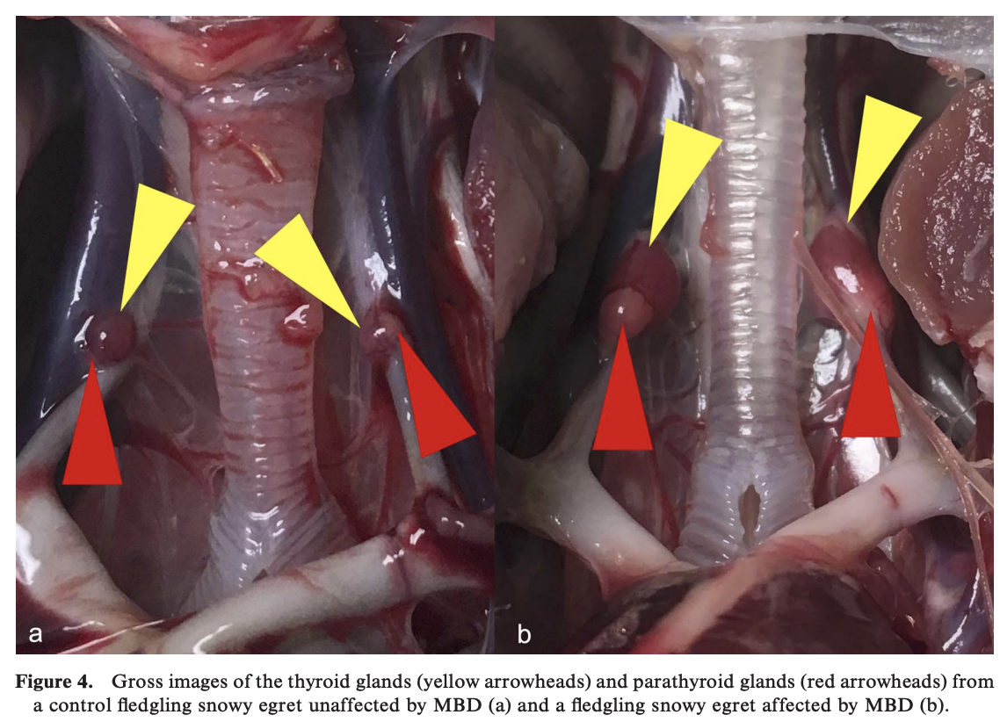 a
b
Figure 4. Gross images of the thyroid glands (yellow arrowheads) and parathyroid glands (red arrowheads) from
a control fledgling snowy egret unaffected by MBD (a) and a fledgling snowy egret affected by MBD (b).